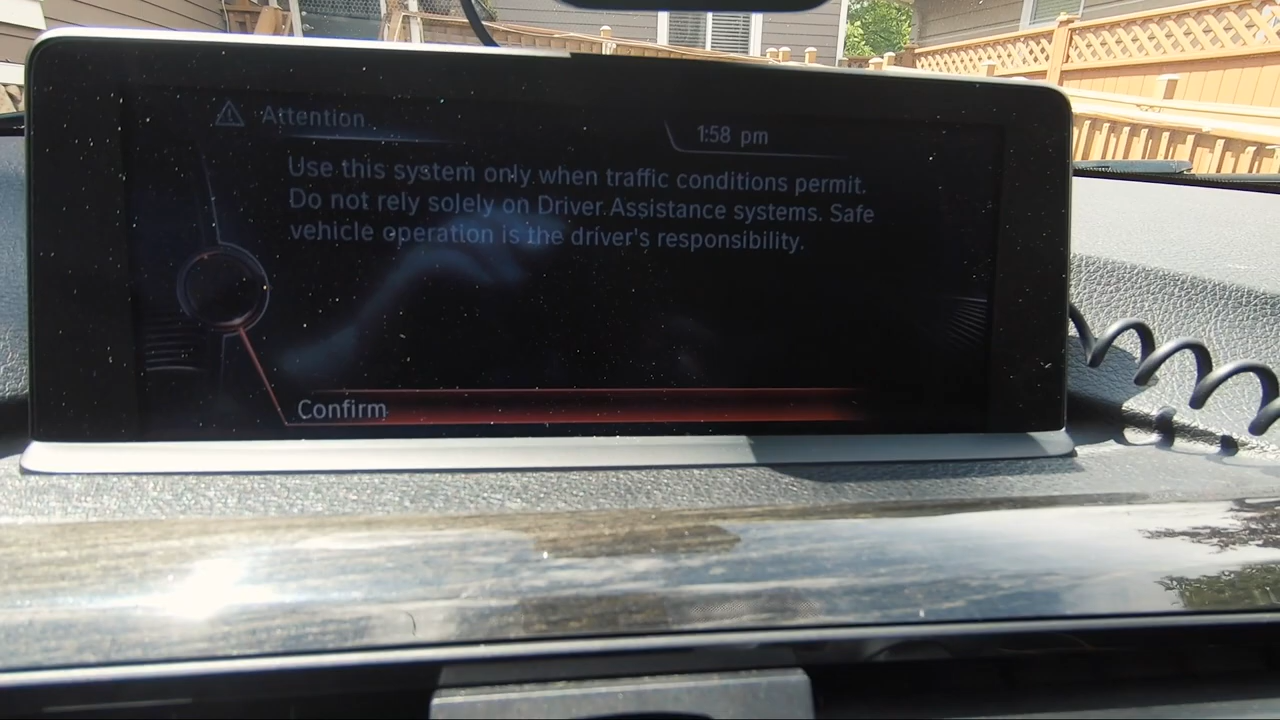 Attention
1:58 pm
Use this system only when traffic conditions permit.
Do not rely solely on Driver Assistance systems. Safe
vehicle operation is the driver's responsibility.
Confirm